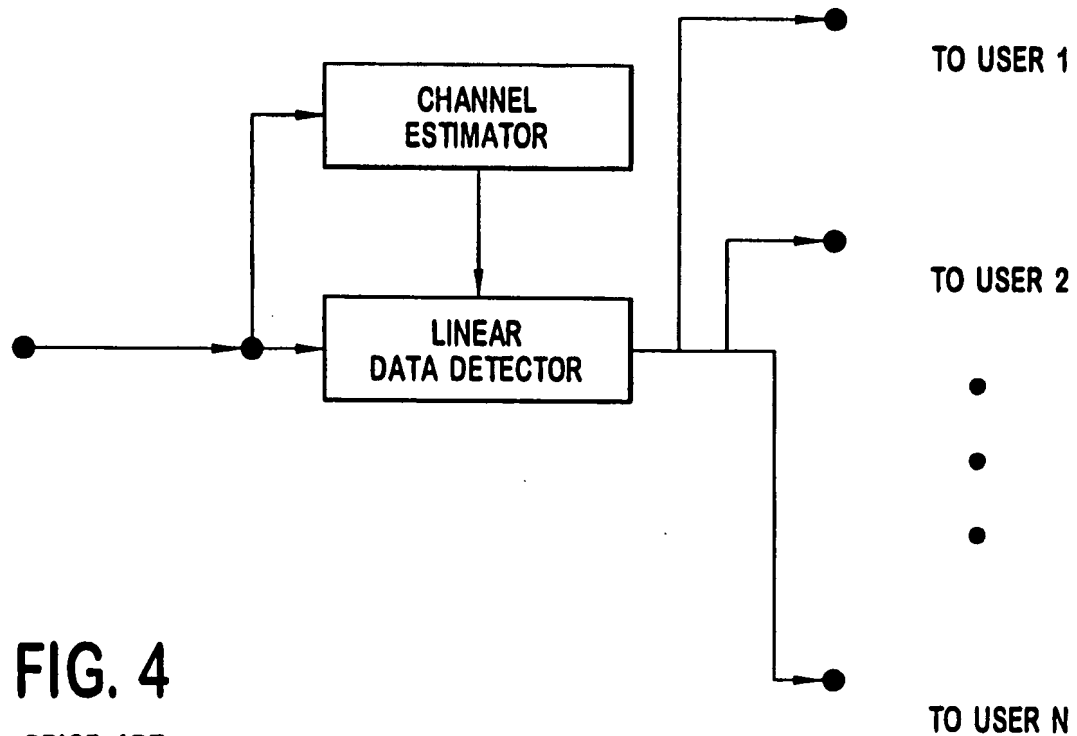 TO USER 1
CHANNEL
ESTIMATOR
TO USER 2
LINEAR
DATA DETECTOR
FIG. 4
TO USER N